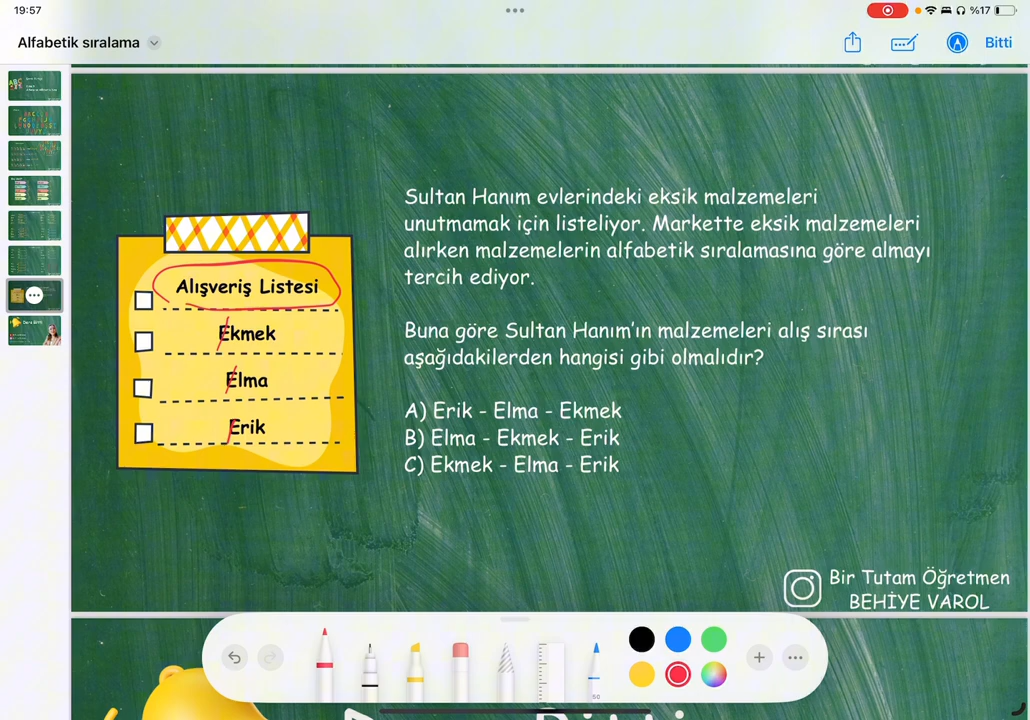 19:57
%17
Alfabetik sıralama
Bitti
Alışveriş Listesi
Ekmek
Elma
Erik
Sultan Hanım evlerindeki eksik malzemeleri
unutmamak için listeliyor. Markette eksik malzemeleri
alırken malzemelerin alfabetik sıralamasına göre almayı
tercih ediyor.
Buna göre Sultan Hanım'ın malzemeleri alış sırası
aşağıdakilerden hangisi gibi olmalıdır?
A) Erik - Elma - Ekmek
B) Elma - Ekmek - Erik
C) Ekmek - Elma - Erik
Bir Tutam Öğretmen
BEHİYE VAROL
50